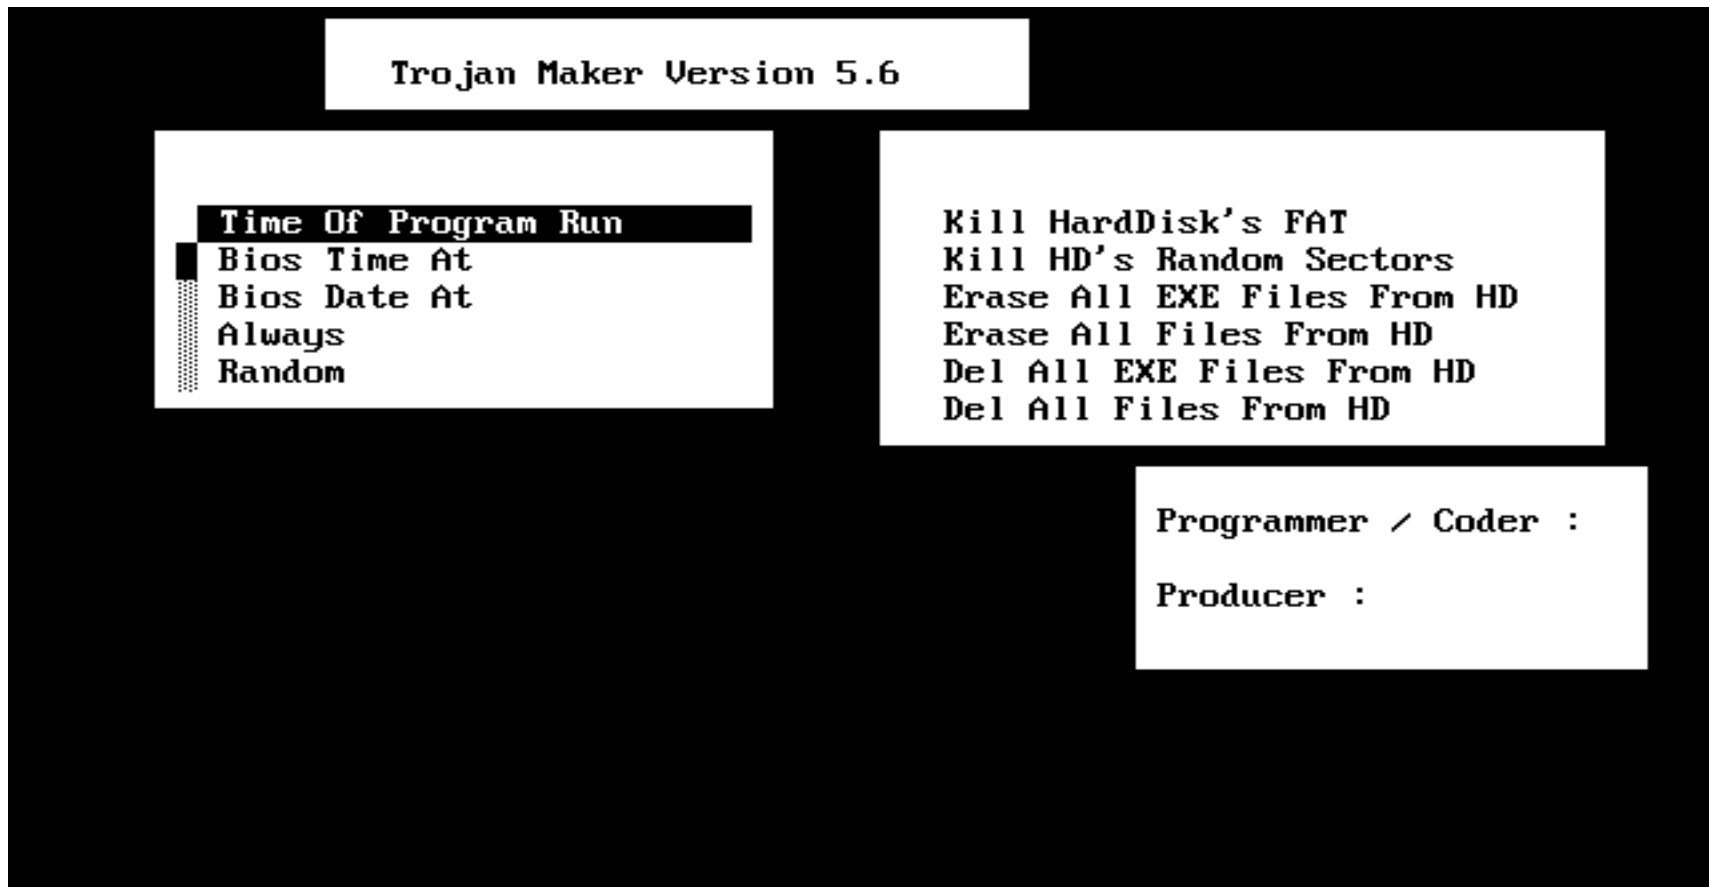 Trojan Maker Version 5.6
Time Of Program Run
Bios Time At
Bios Date At
Always
Random
Kill HardDisk's FAT
Kill HD's Random Sectors
Erase All EXE Files From HD
Erase All Files From HD
Del All EXE Files From HD
Del All Files From HD
Programmer / Coder :
Producer :